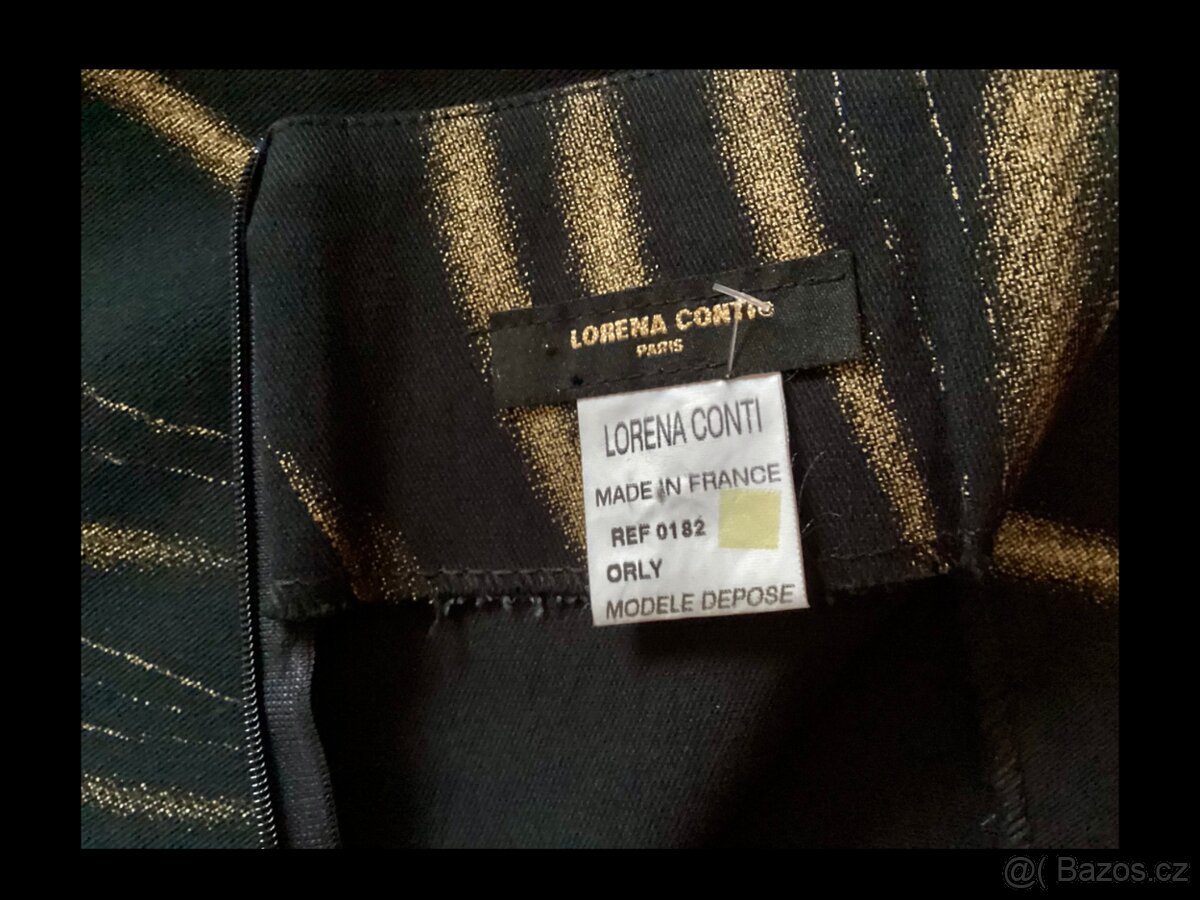 LORENA CONTI
PARIS
LORENA CONTI
MADE IN FRANCE
REF 0182
ORLY
MODELE DEPOSE
@( Bazos.cz